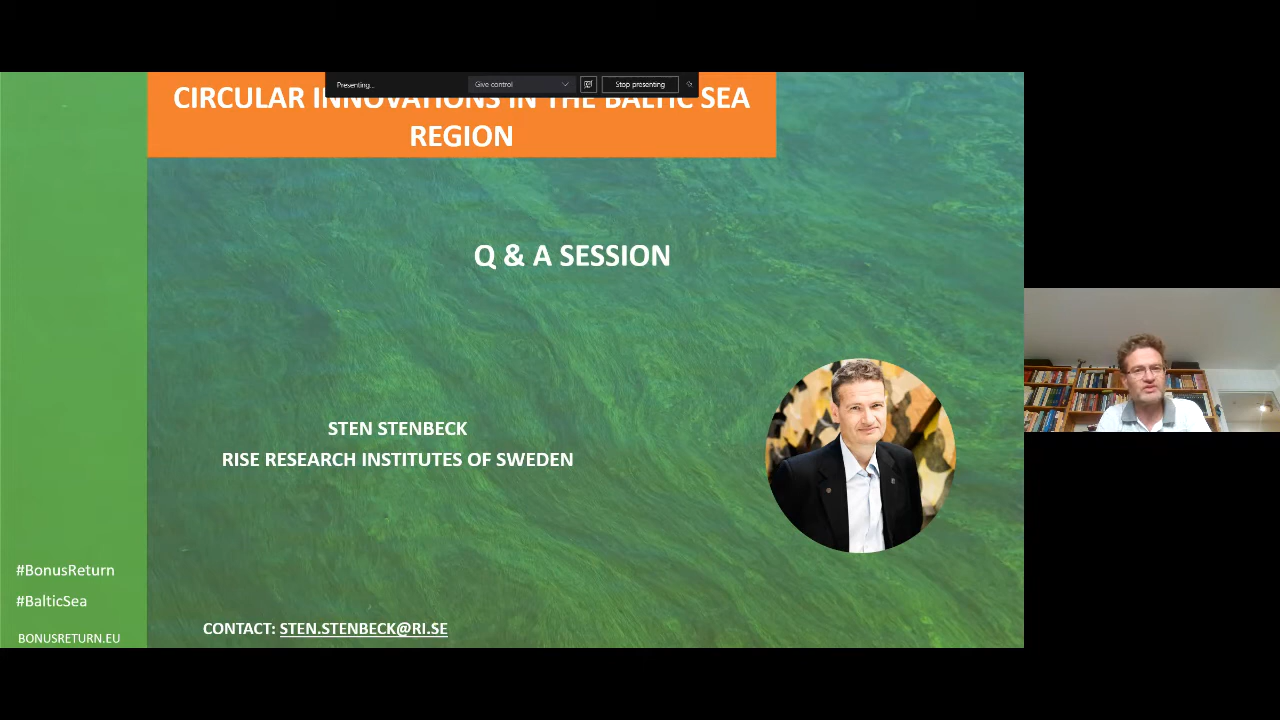 Presenting...
Give control
Stop presenting
CIRCULAR INNOVATIONS IN THE BALTIC SEA
REGION
Q & A SESSION
STEN STENBECK
RISE RESEARCH INSTITUTES OF SWEDEN
#BonusReturn
#BalticSea
BONUSRETURN.EU
CONTACT: STEN.STENBECK@RI.SE